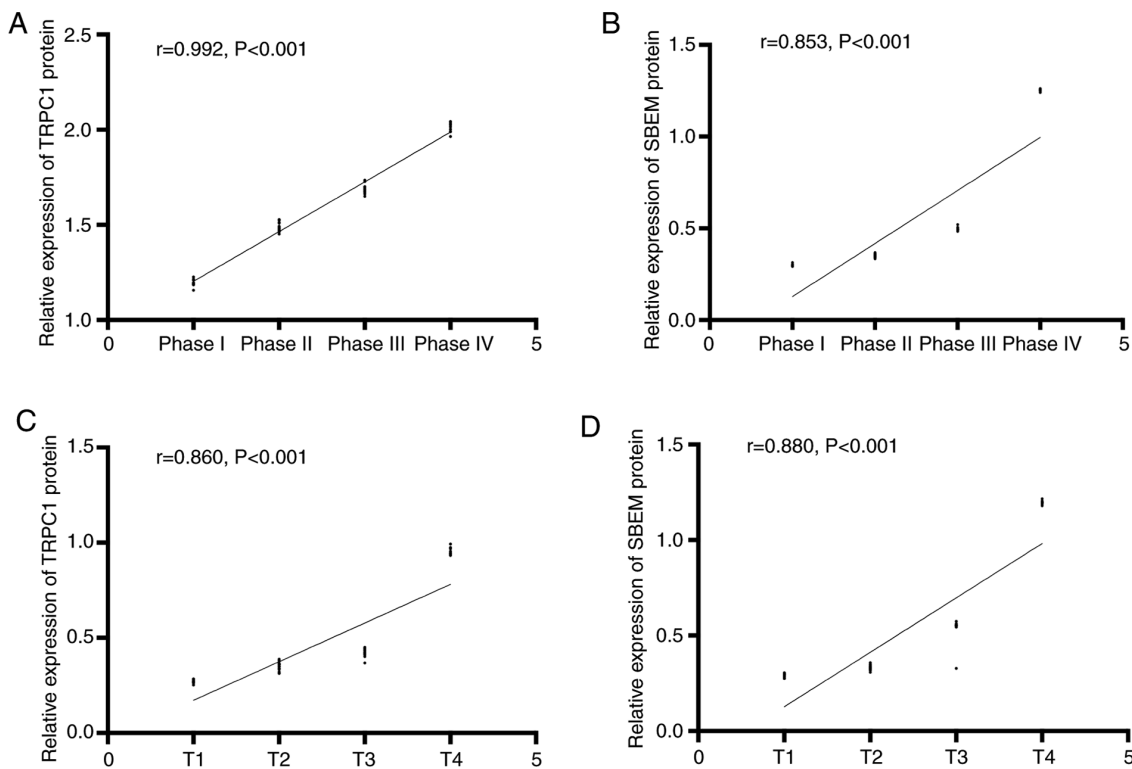 A
r=0.992, P<0.001
Relative expression of TRPC1 protein
2.5
2.0
1.5
1.0
0 Phase I Phase II Phase III Phase IV 5
B
r=0.853, P<0.001
Relative expression of SBEM protein
1.5
1.0
0.5
0.0
0 Phase I Phase II Phase III Phase IV 5
C
r=0.860, P<0.001
Relative expression of TRPC1 protein
1.5
1.0
0.5
0.0
0 T1 T2 T3 T4 5
D
r=0.880, P<0.001
Relative expression of SBEM protein
1.5
1.0
0.5
0.0
0 T1 T2 T3 T4 5